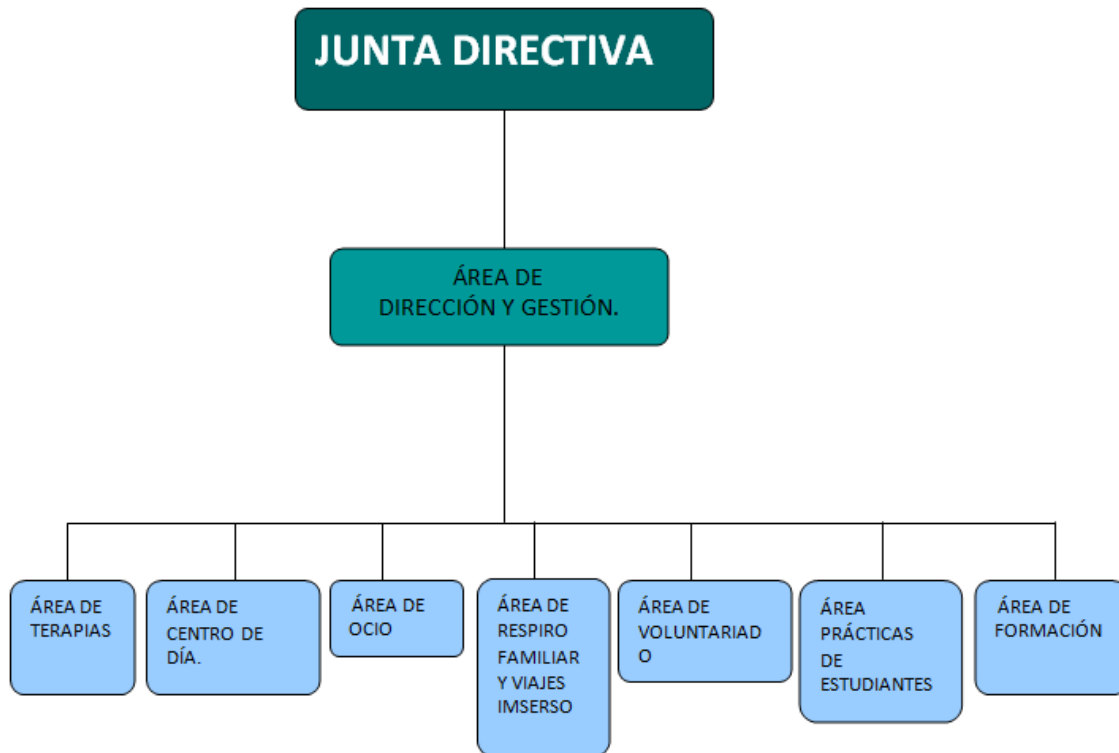 JUNTA DIRECTIVA
ÁREA DE
DIRECCIÓN Y GESTIÓN.
ÁREA DE
TERAPIAS
ÁREA DE
CENTRO DE
DÍA.
ÁREA DE
OCIO
ÁREA DE
RESPIRO
FAMILIAR
Y VIAJES
IMSERSO
ÁREA DE
VOLUNTARIAD
O
ÁREA
PRÁCTICAS
DE
ESTUDIANTES
ÁREA DE
FORMACIÓN